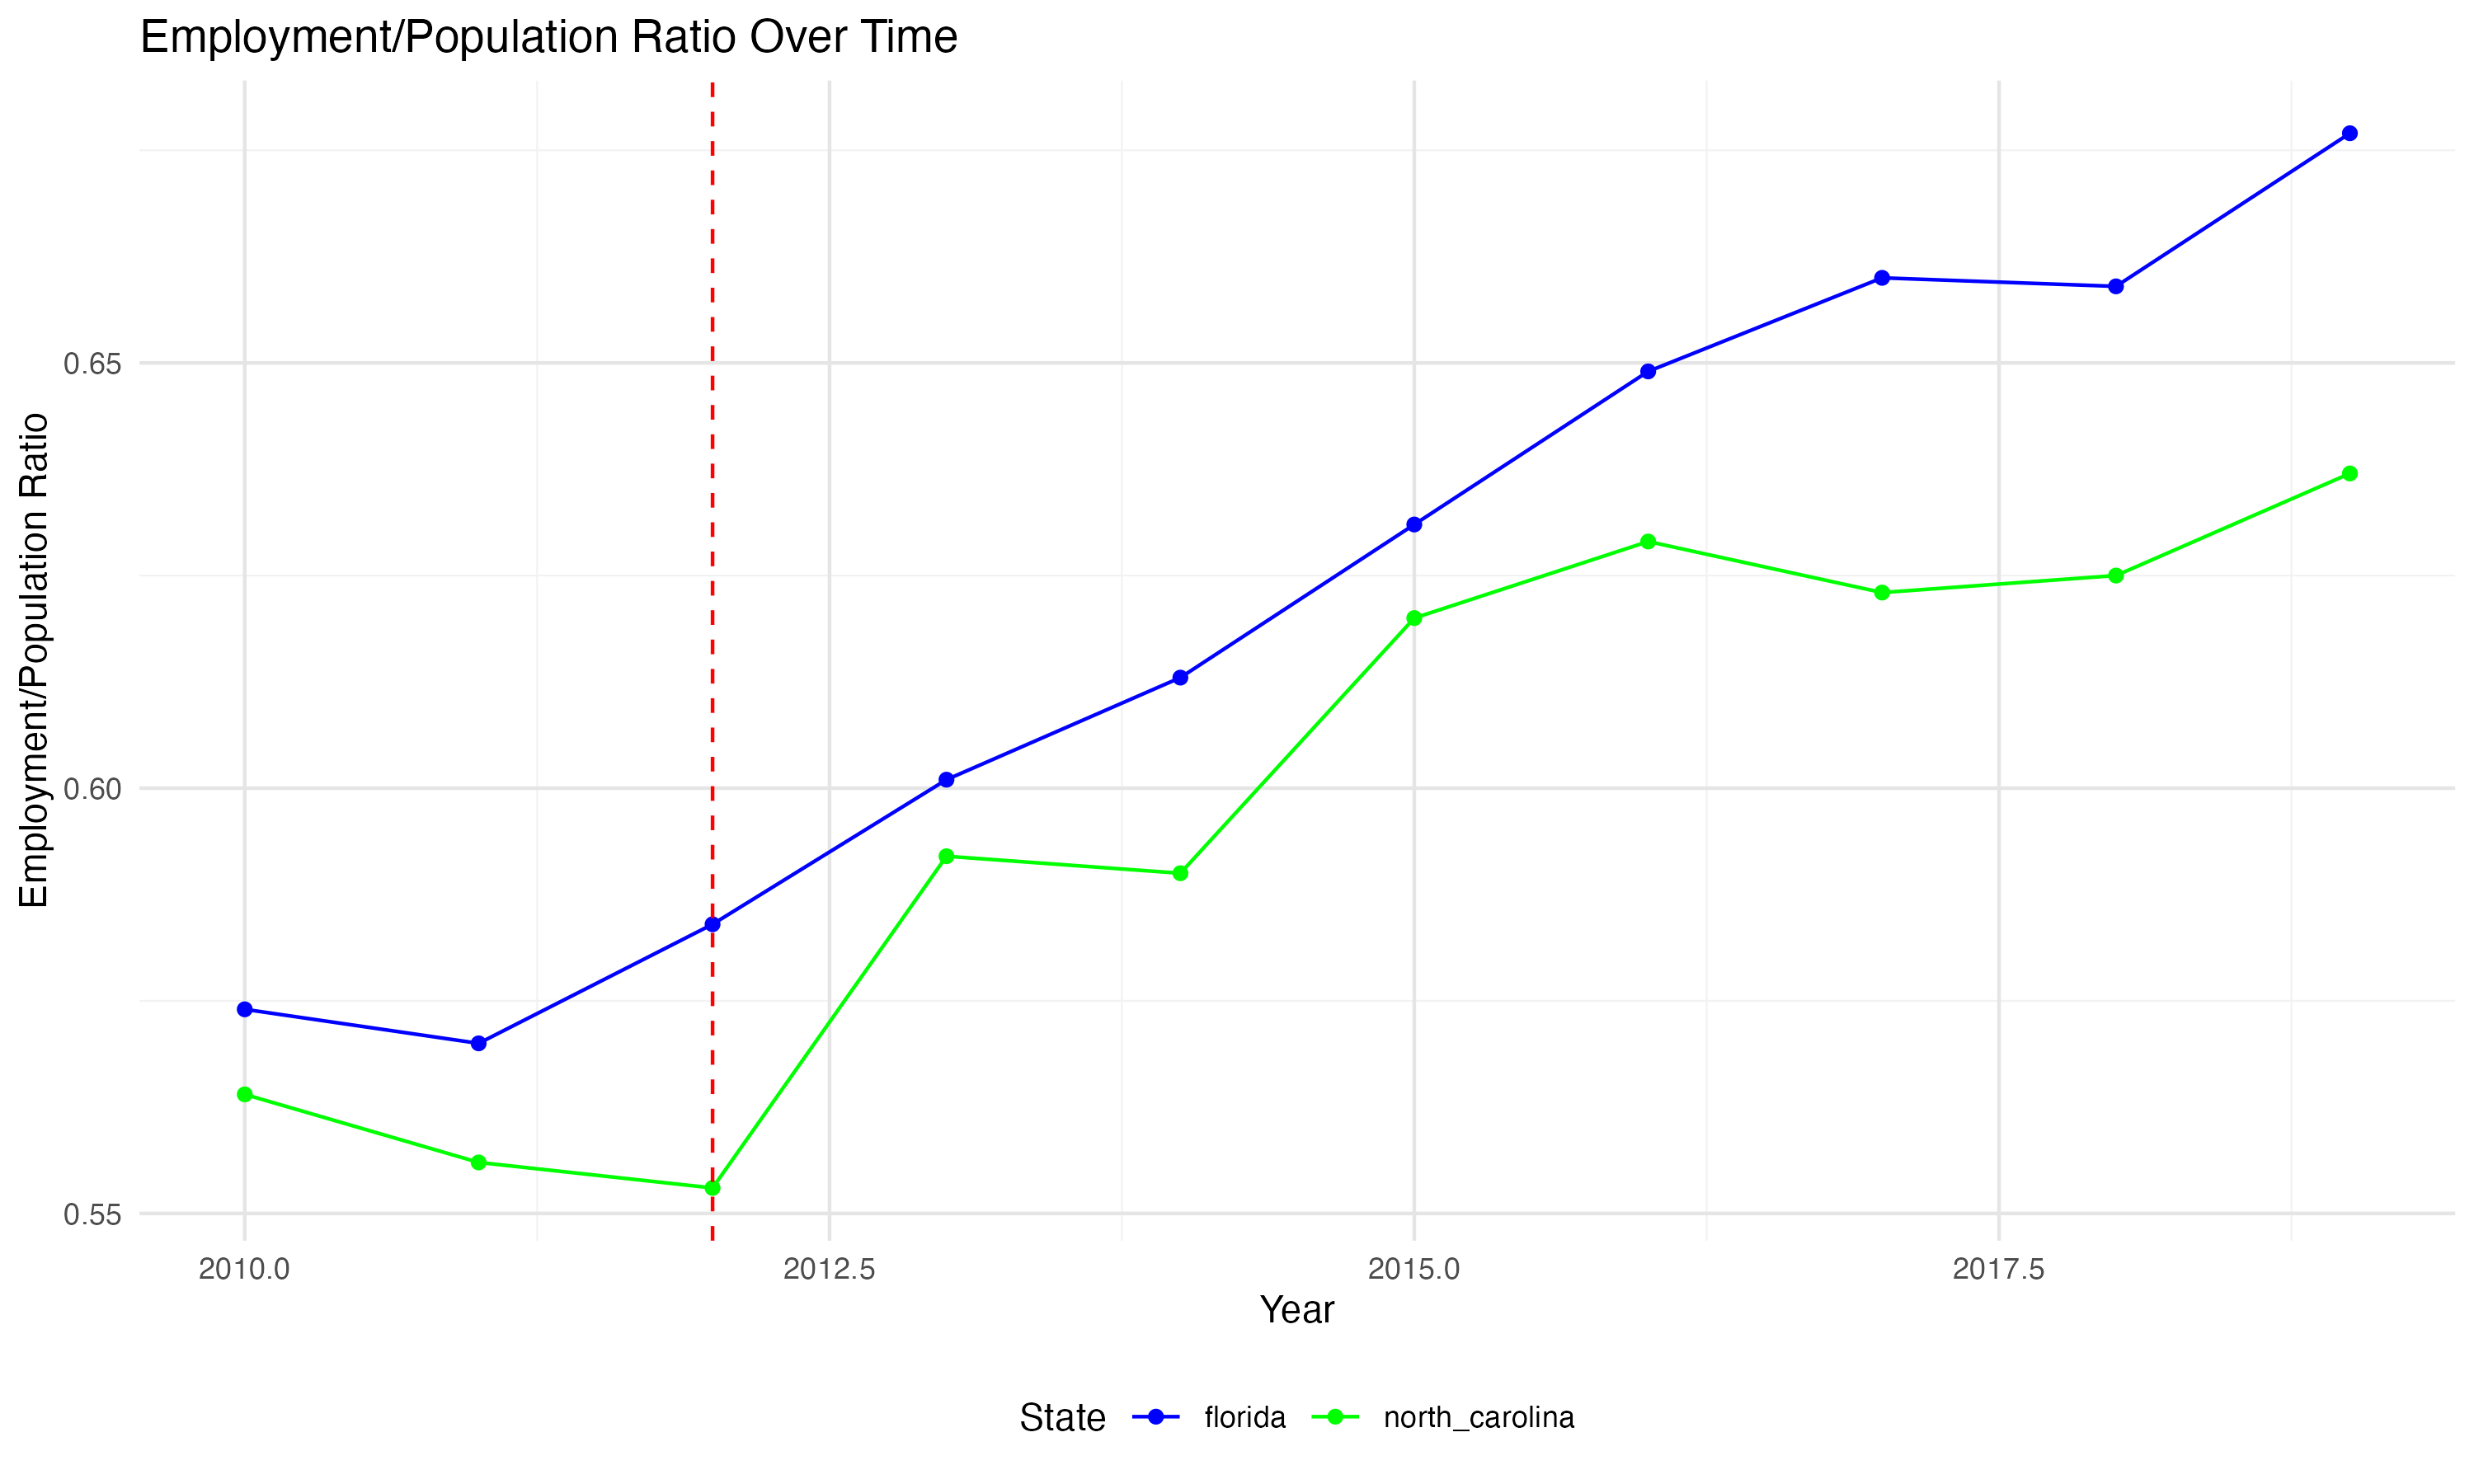 Employment/Population Ratio Over Time
Employment/Population Ratio
0.65
0.60
0.55
2010.0 2012.5 2015.0 2017.5
Year
State florida north_carolina